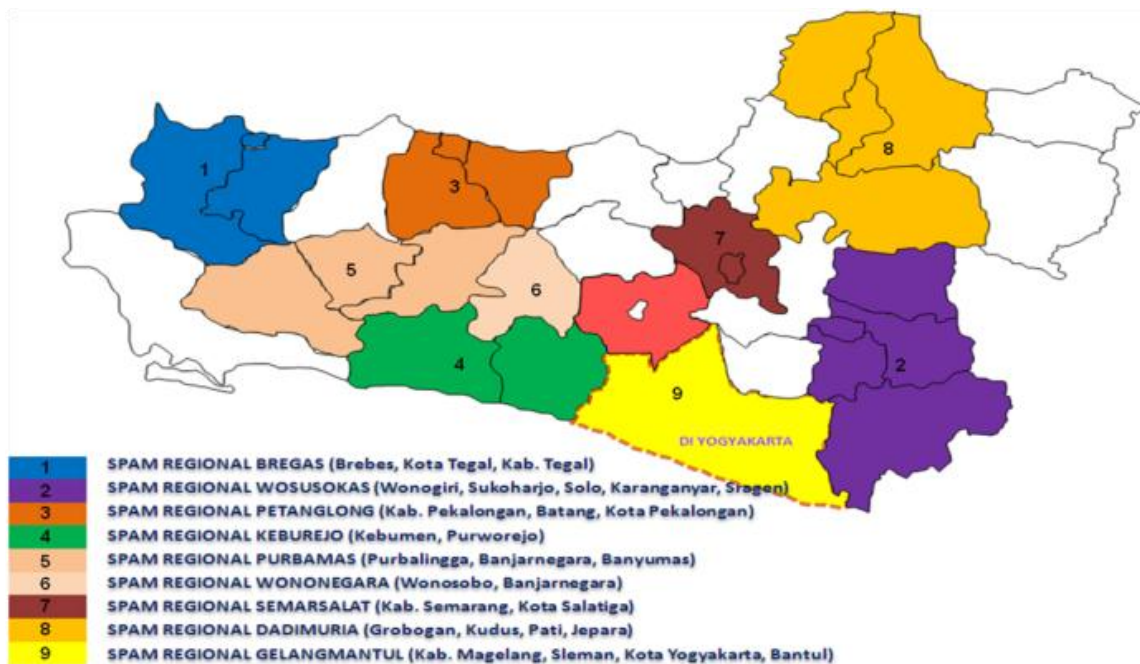 8
1
3
7
5
6
4
2
9
DI YOGYAKARTA
1 SPAM REGIONAL BREGAS (Brebes, Kota Tegal, Kab. Tegal)
2 SPAM REGIONAL WOSUSOKAS (Wonogiri, Sukoharjo, Solo, Karanganyar, Sragen)
3 SPAM REGIONAL PETANGLONG (Kab. Pekalongan, Batang, Kota Pekalongan)
4 SPAM REGIONAL KEBUREJO (Kebumen, Purworejo)
5 SPAM REGIONAL PURBAMAS (Purbalingga, Banjarnegara, Banyumas)
6 SPAM REGIONAL WONONEGARA (Wonosobo, Banjarnegara)
7 SPAM REGIONAL SEMARSALAT (Kab. Semarang, Kota Salatiga)
8 SPAM REGIONAL DADIMURIA (Grobogan, Kudus, Pati, Jepara)
9 SPAM REGIONAL GELANGMANTUL (Kab. Magelang, Sleman, Kota Yogyakarta, Bantul)